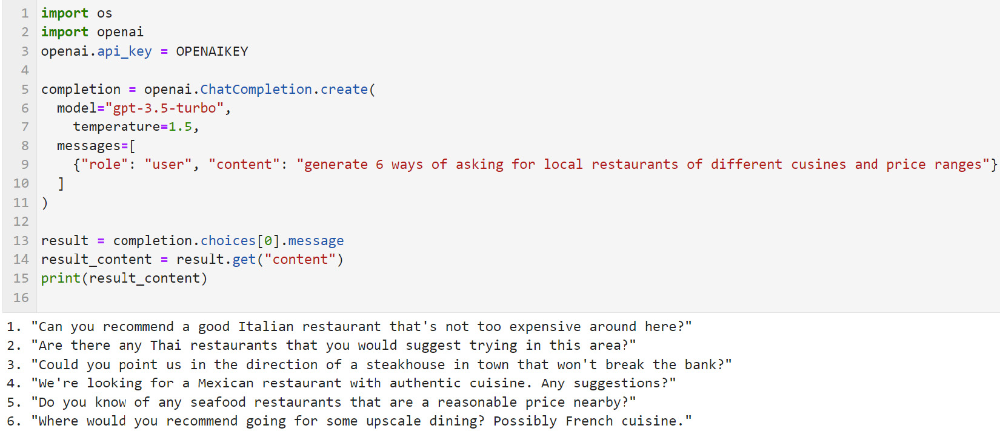 1 import os
2 import openai
3 openai.api_key = OPENAIKEY
4
5 completion = openai.ChatCompletion.create(
6   model="gpt-3.5-turbo",
7     temperature=1.5,
8   messages=[
9     {"role": "user", "content": "generate 6 ways of asking for local restaurants of different cusines and price ranges"}
10   ]
11 )
12
13 result = completion.choices[0].message
14 result_content = result.get("content")
15 print(result_content)
16
1. "Can you recommend a good Italian restaurant that's not too expensive around here?"
2. "Are there any Thai restaurants that you would suggest trying in this area?"
3. "Could you point us in the direction of a steakhouse in town that won't break the bank?"
4. "We're looking for a Mexican restaurant with authentic cuisine. Any suggestions?"
5. "Do you know of any seafood restaurants that are a reasonable price nearby?"
6. "Where would you recommend going for some upscale dining? Possibly French cuisine."